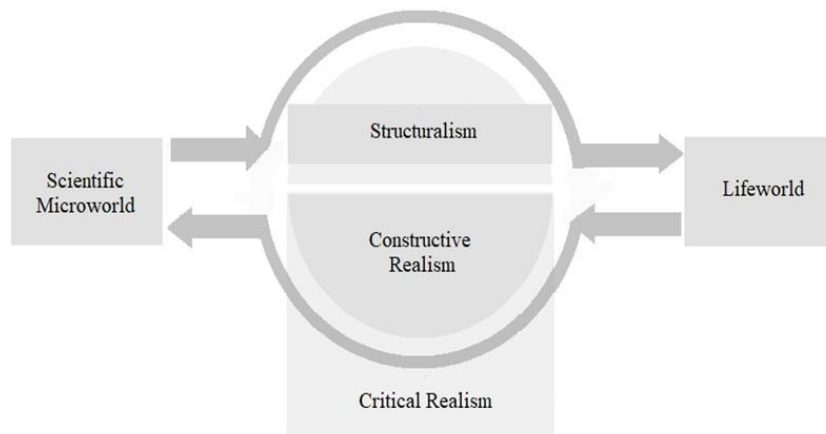 Structuralism
Scientific
Microworld
Lifeworld
Constructive
Realism
Critical Realism